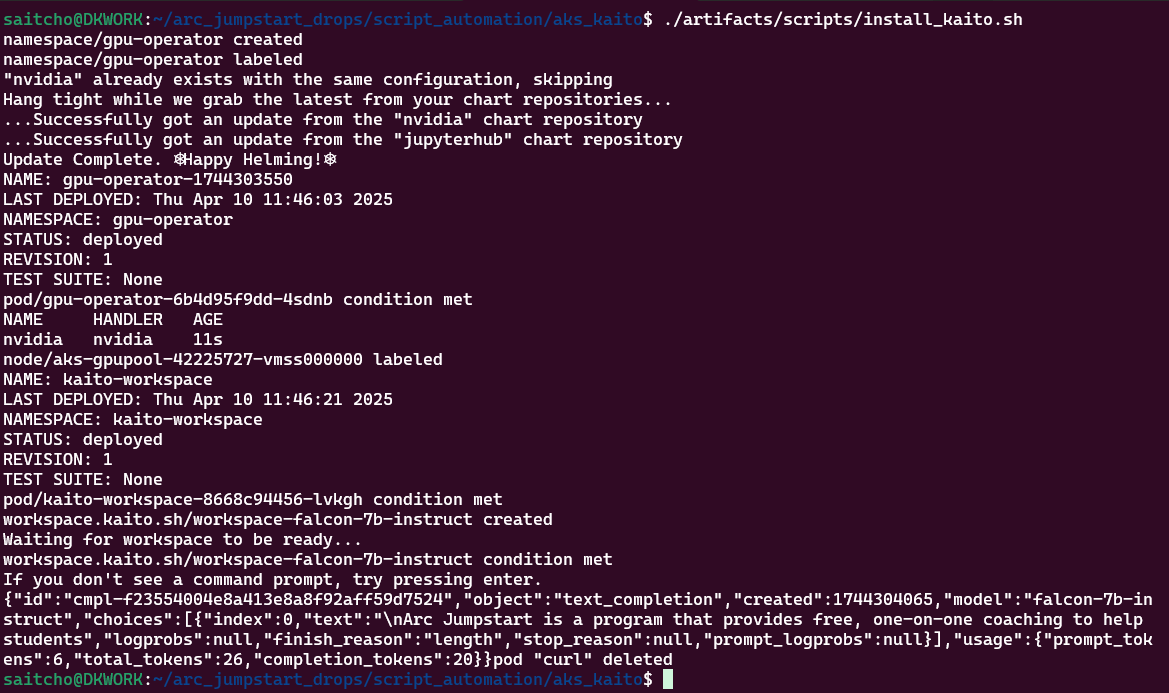 saitcho@DKWORK:~/arc_jumpstart_drops/script_automation/aks_kaito$ ./artifacts/scripts/install_kaito.sh
namespace/gpu-operator created
namespace/gpu-operator labeled
"nvidia" already exists with the same configuration, skipping
Hang tight while we grab the latest from your chart repositories...
...Successfully got an update from the "nvidia" chart repository
...Successfully got an update from the "jupyterhub" chart repository
Update Complete. ⎈Happy Helming!⎈
NAME: gpu-operator-1744303550
LAST DEPLOYED: Thu Apr 10 11:46:03 2025
NAMESPACE: gpu-operator
STATUS: deployed
REVISION: 1
TEST SUITE: None
pod/gpu-operator-6b4d95f9dd-4sdnb condition met
NAME     HANDLER   AGE
nvidia   nvidia    11s
node/aks-gpupool-42225727-vmss000000 labeled
NAME: kaito-workspace
LAST DEPLOYED: Thu Apr 10 11:46:21 2025
NAMESPACE: kaito-workspace
STATUS: deployed
REVISION: 1
TEST SUITE: None
pod/kaito-workspace-8668c94456-lvkgh condition met
workspace.kaito.sh/workspace-falcon-7b-instruct created
Waiting for workspace to be ready...
workspace.kaito.sh/workspace-falcon-7b-instruct condition met
If you don't see a command prompt, try pressing enter.
{"id":"cmpl-f23554004e8a413e8a8f92aff59d7524","object":"text_completion","created":1744304065,"model":"falcon-7b-in
struct","choices":[{"index":0,"text":"\nArc Jumpstart is a program that provides free, one-on-one coaching to help
students","logprobs":null,"finish_reason":"length","stop_reason":null,"prompt_logprobs":null}],"usage":{"prompt_tok
ens":6,"total_tokens":26,"completion_tokens":20}}pod "curl" deleted
saitcho@DKWORK:~/arc_jumpstart_drops/script_automation/aks_kaito$